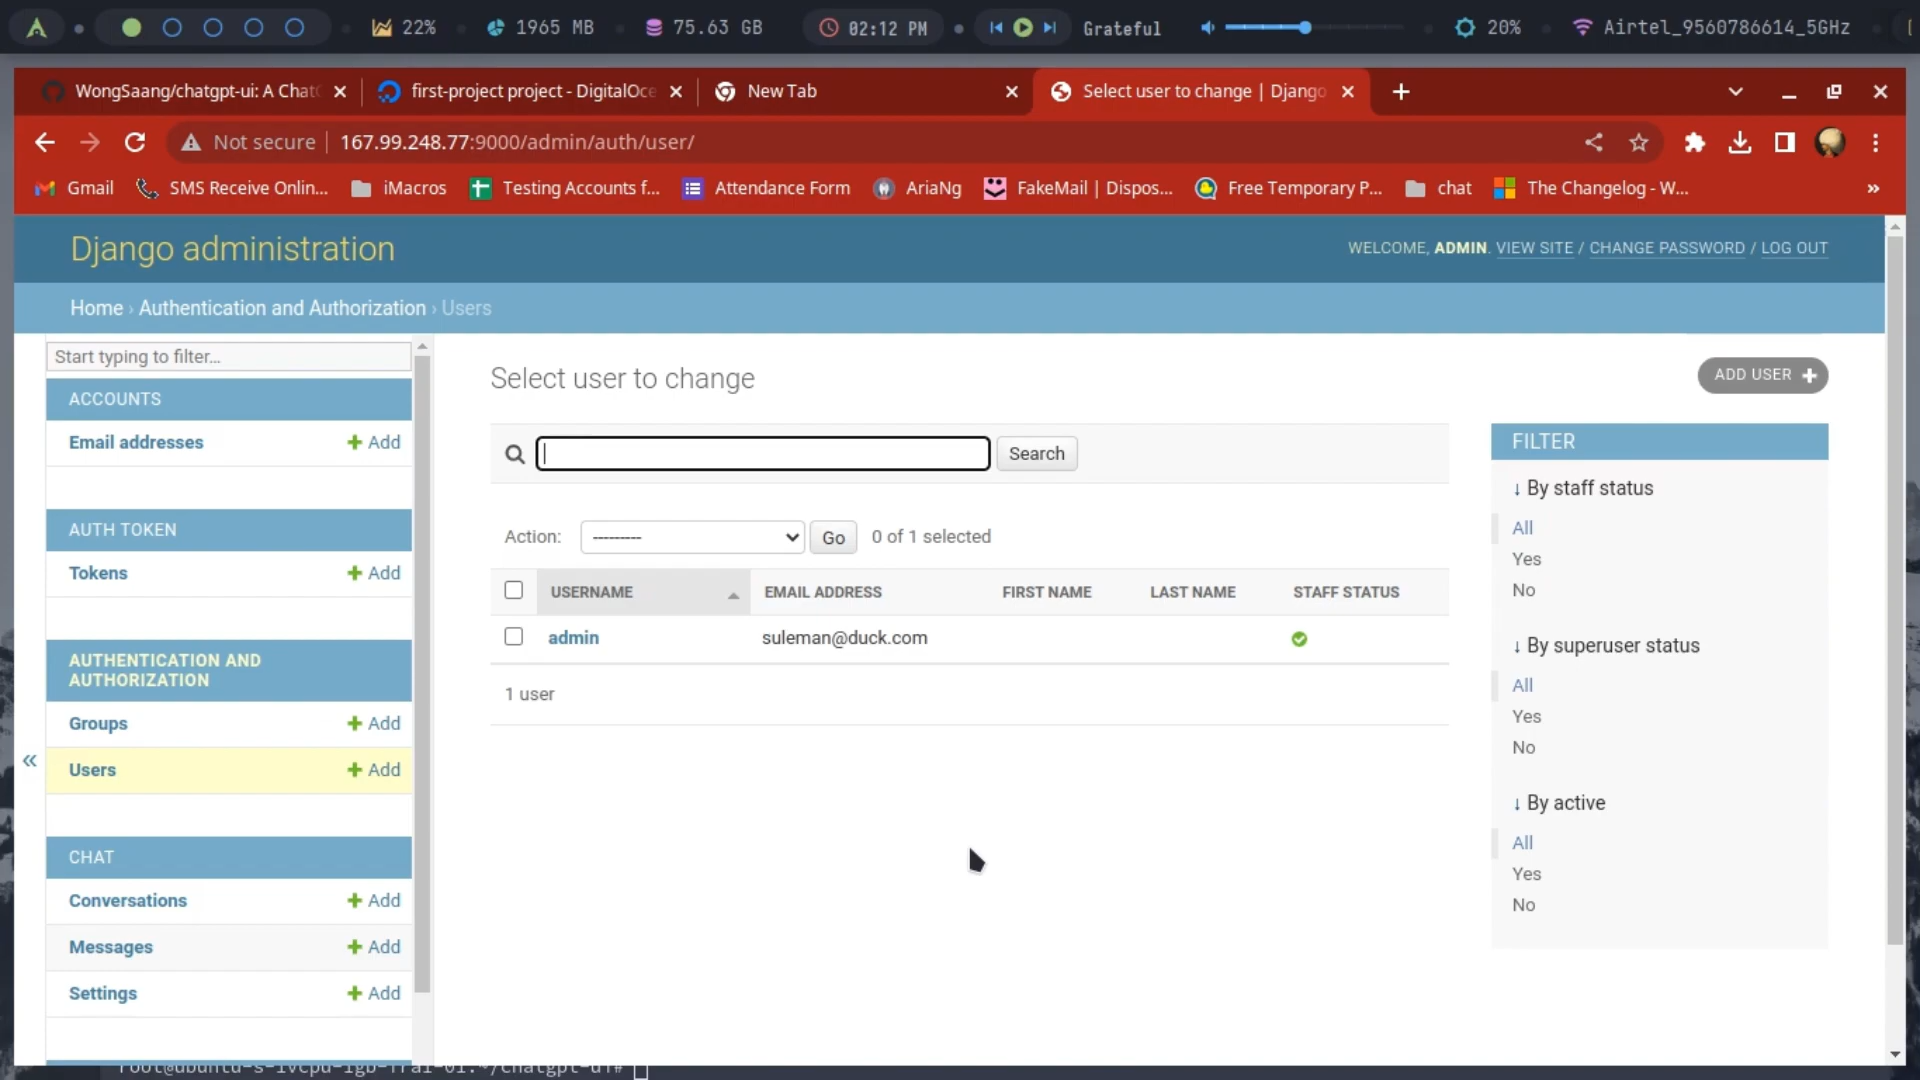 22%
1965 MB
75.63 GB
02:12 PM
Grateful
20%
Airtel_9560786614_5GHz
WongSaang/chatgpt-ui: A Chat
first-project project - DigitalOce
New Tab
Select user to change | Django
Not secure
167.99.248.77:9000/admin/auth/user/
Gmail
SMS Receive Onlin...
iMacros
Testing Accounts f...
Attendance Form
AriaNg
FakeMail | Dispos...
Free Temporary P...
chat
The Changelog - W...
»
Django administration
WELCOME, ADMIN. VIEW SITE / CHANGE PASSWORD / LOG OUT
Home › Authentication and Authorization › Users
Start typing to filter...
ACCOUNTS
Email addresses
Add
AUTH TOKEN
Tokens
Add
AUTHENTICATION AND
AUTHORIZATION
Groups
Add
Users
Add
CHAT
Conversations
Add
Messages
Add
Settings
Add
«
Select user to change
ADD USER
Search
Action:
---------
Go
0 of 1 selected
USERNAME
EMAIL ADDRESS
FIRST NAME
LAST NAME
STAFF STATUS
admin
suleman@duck.com
1 user
FILTER
↓ By staff status
All
Yes
No
↓ By superuser status
All
Yes
No
↓ By active
All
Yes
No